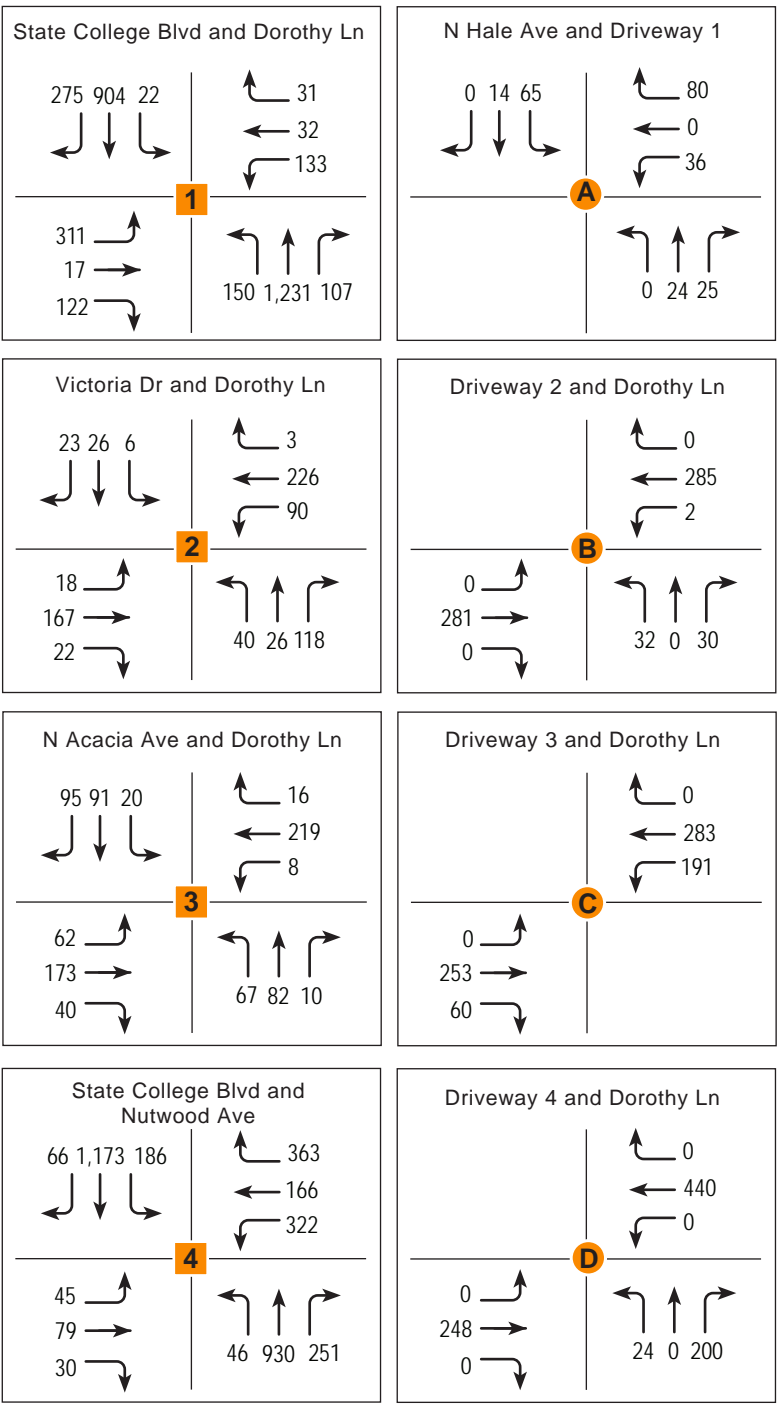 State College Blvd and Dorothy Ln
275 904 22
31
32
133
1
311
17
122
150 1,231 107
N Hale Ave and Driveway 1
0 14 65
80
0
36
A
0 24 25
Victoria Dr and Dorothy Ln
23 26 6
3
226
90
2
18
167
22
40 26 118
Driveway 2 and Dorothy Ln
0
285
2
B
0
281
0
32 0 30
N Acacia Ave and Dorothy Ln
95 91 20
16
219
8
3
62
173
40
67 82 10
Driveway 3 and Dorothy Ln
0
283
191
C
0
253
60
State College Blvd and
Nutwood Ave
66 1,173 186
363
166
322
4
45
79
30
46 930 251
Driveway 4 and Dorothy Ln
0
440
0
D
0
248
0
24 0 200